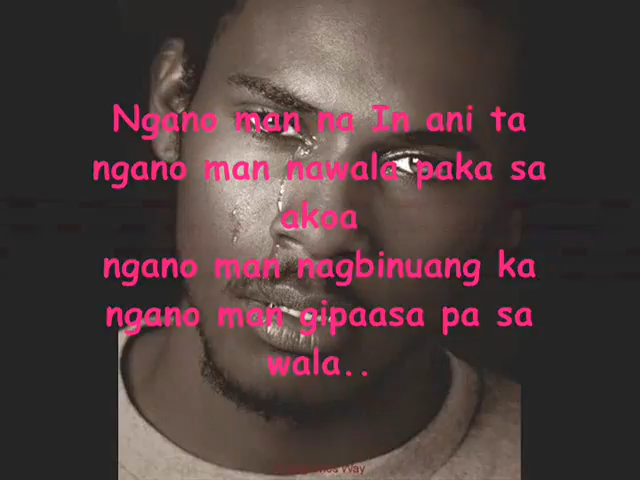 Ngano man na In ani ta
ngano man nawala paka sa
akoa
ngano man nagbinuang ka
ngano man gipaasa pa sa
wala..
Way